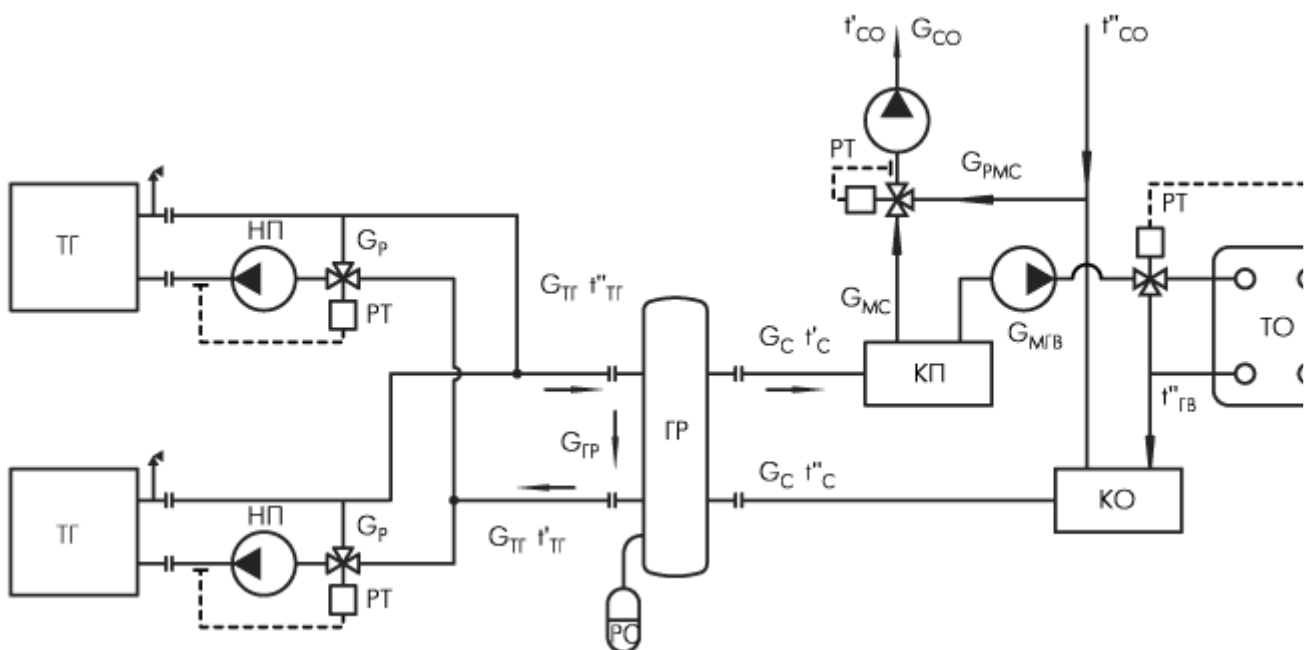 t'СО GСО t"СО
РТ
GРМС
РТ
НП
ТГ
GР
РТ
GТГ t"ТГ
GМС
GМГВ
ТО
GС t'С
КП
t"ГВ
GГР
ГР
GС t"С
КО
НП
ТГ
GР
GТГ t'ТГ
РТ
РС